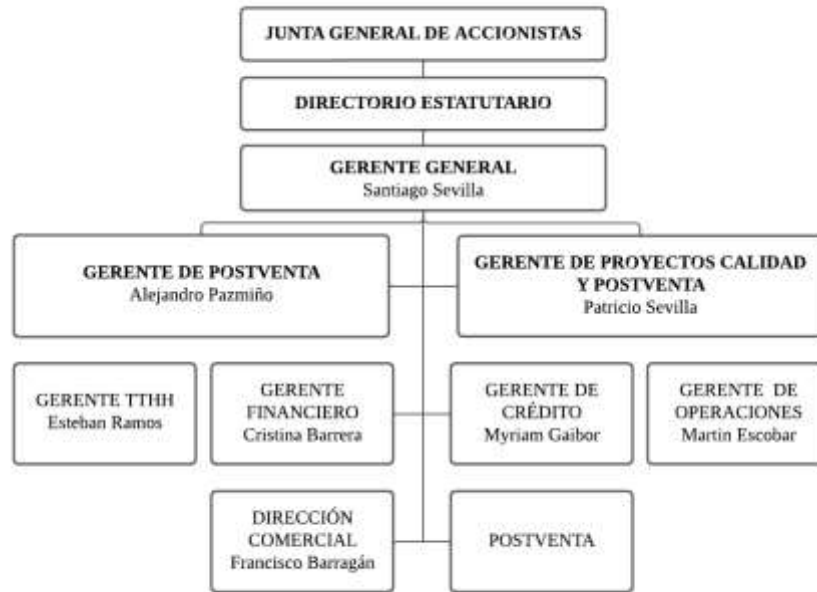 JUNTA GENERAL DE ACCIONISTAS
DIRECTORIO ESTATUTARIO
GERENTE GENERAL
Santiago Sevilla
GERENTE DE POSTVENTA
Alejandro Pazmiño
GERENTE DE PROYECTOS CALIDAD
Y POSTVENTA
Patricio Sevilla
GERENTE TTHH
Esteban Ramos
GERENTE
FINANCIERO
Cristina Barrera
GERENTE DE
CRÉDITO
Myriam Gaibor
GERENTE DE
OPERACIONES
Martin Escobar
DIRECCIÓN
COMERCIAL
Francisco Barragán
POSTVENTA